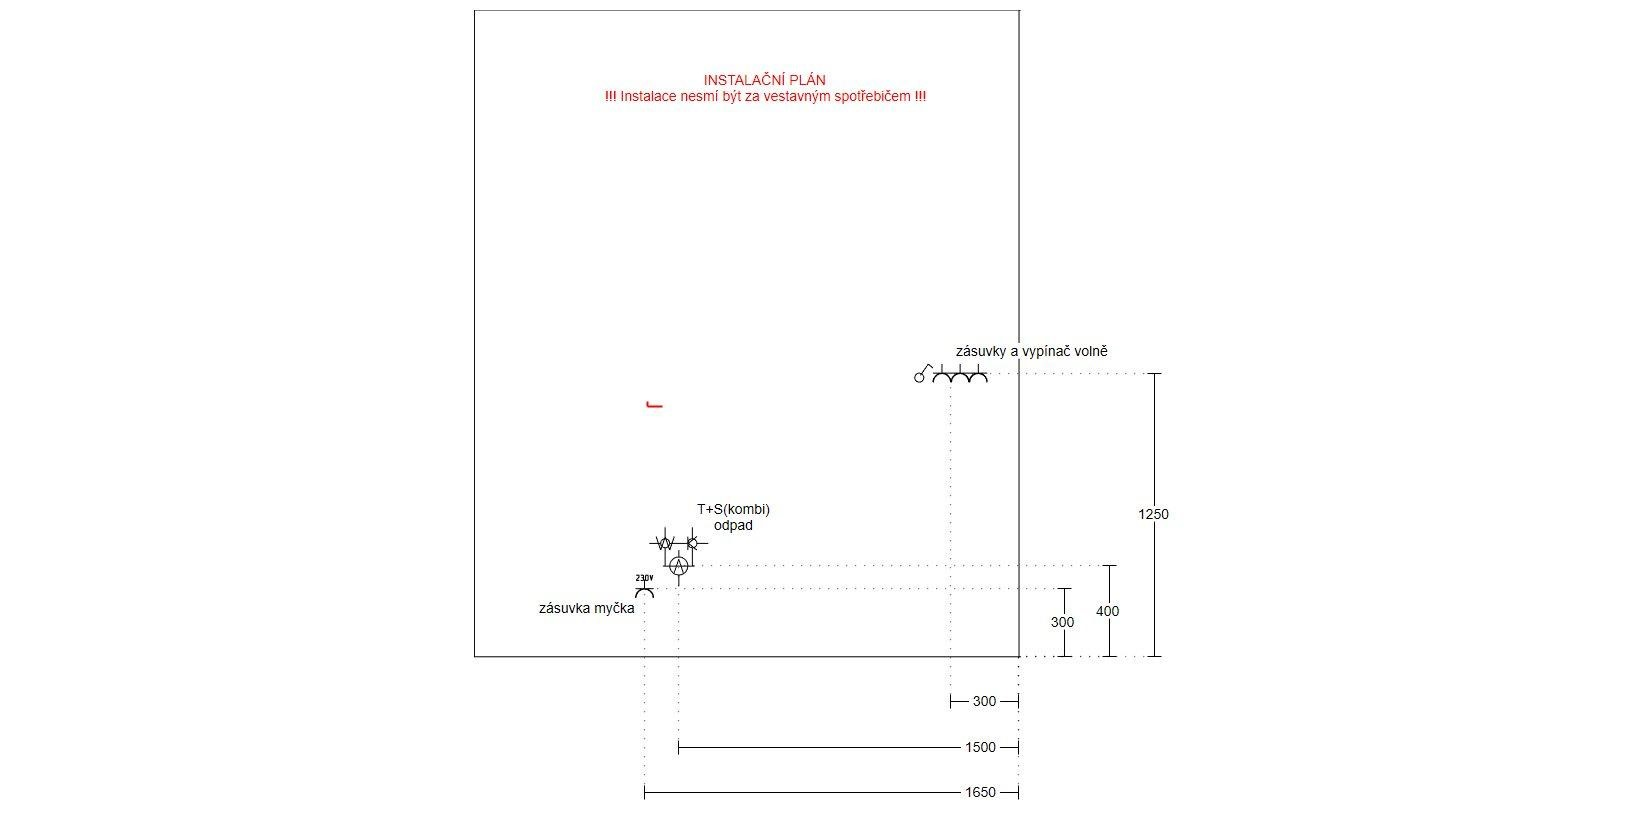 INSTALAČNÍ PLÁN
!!! Instalace nesmí být za vestavným spotřebičem !!!
zásuvky a vypínač volně
T+S(kombi)
odpad
230V
zásuvka myčka
1250
400
300
300
1500
1650